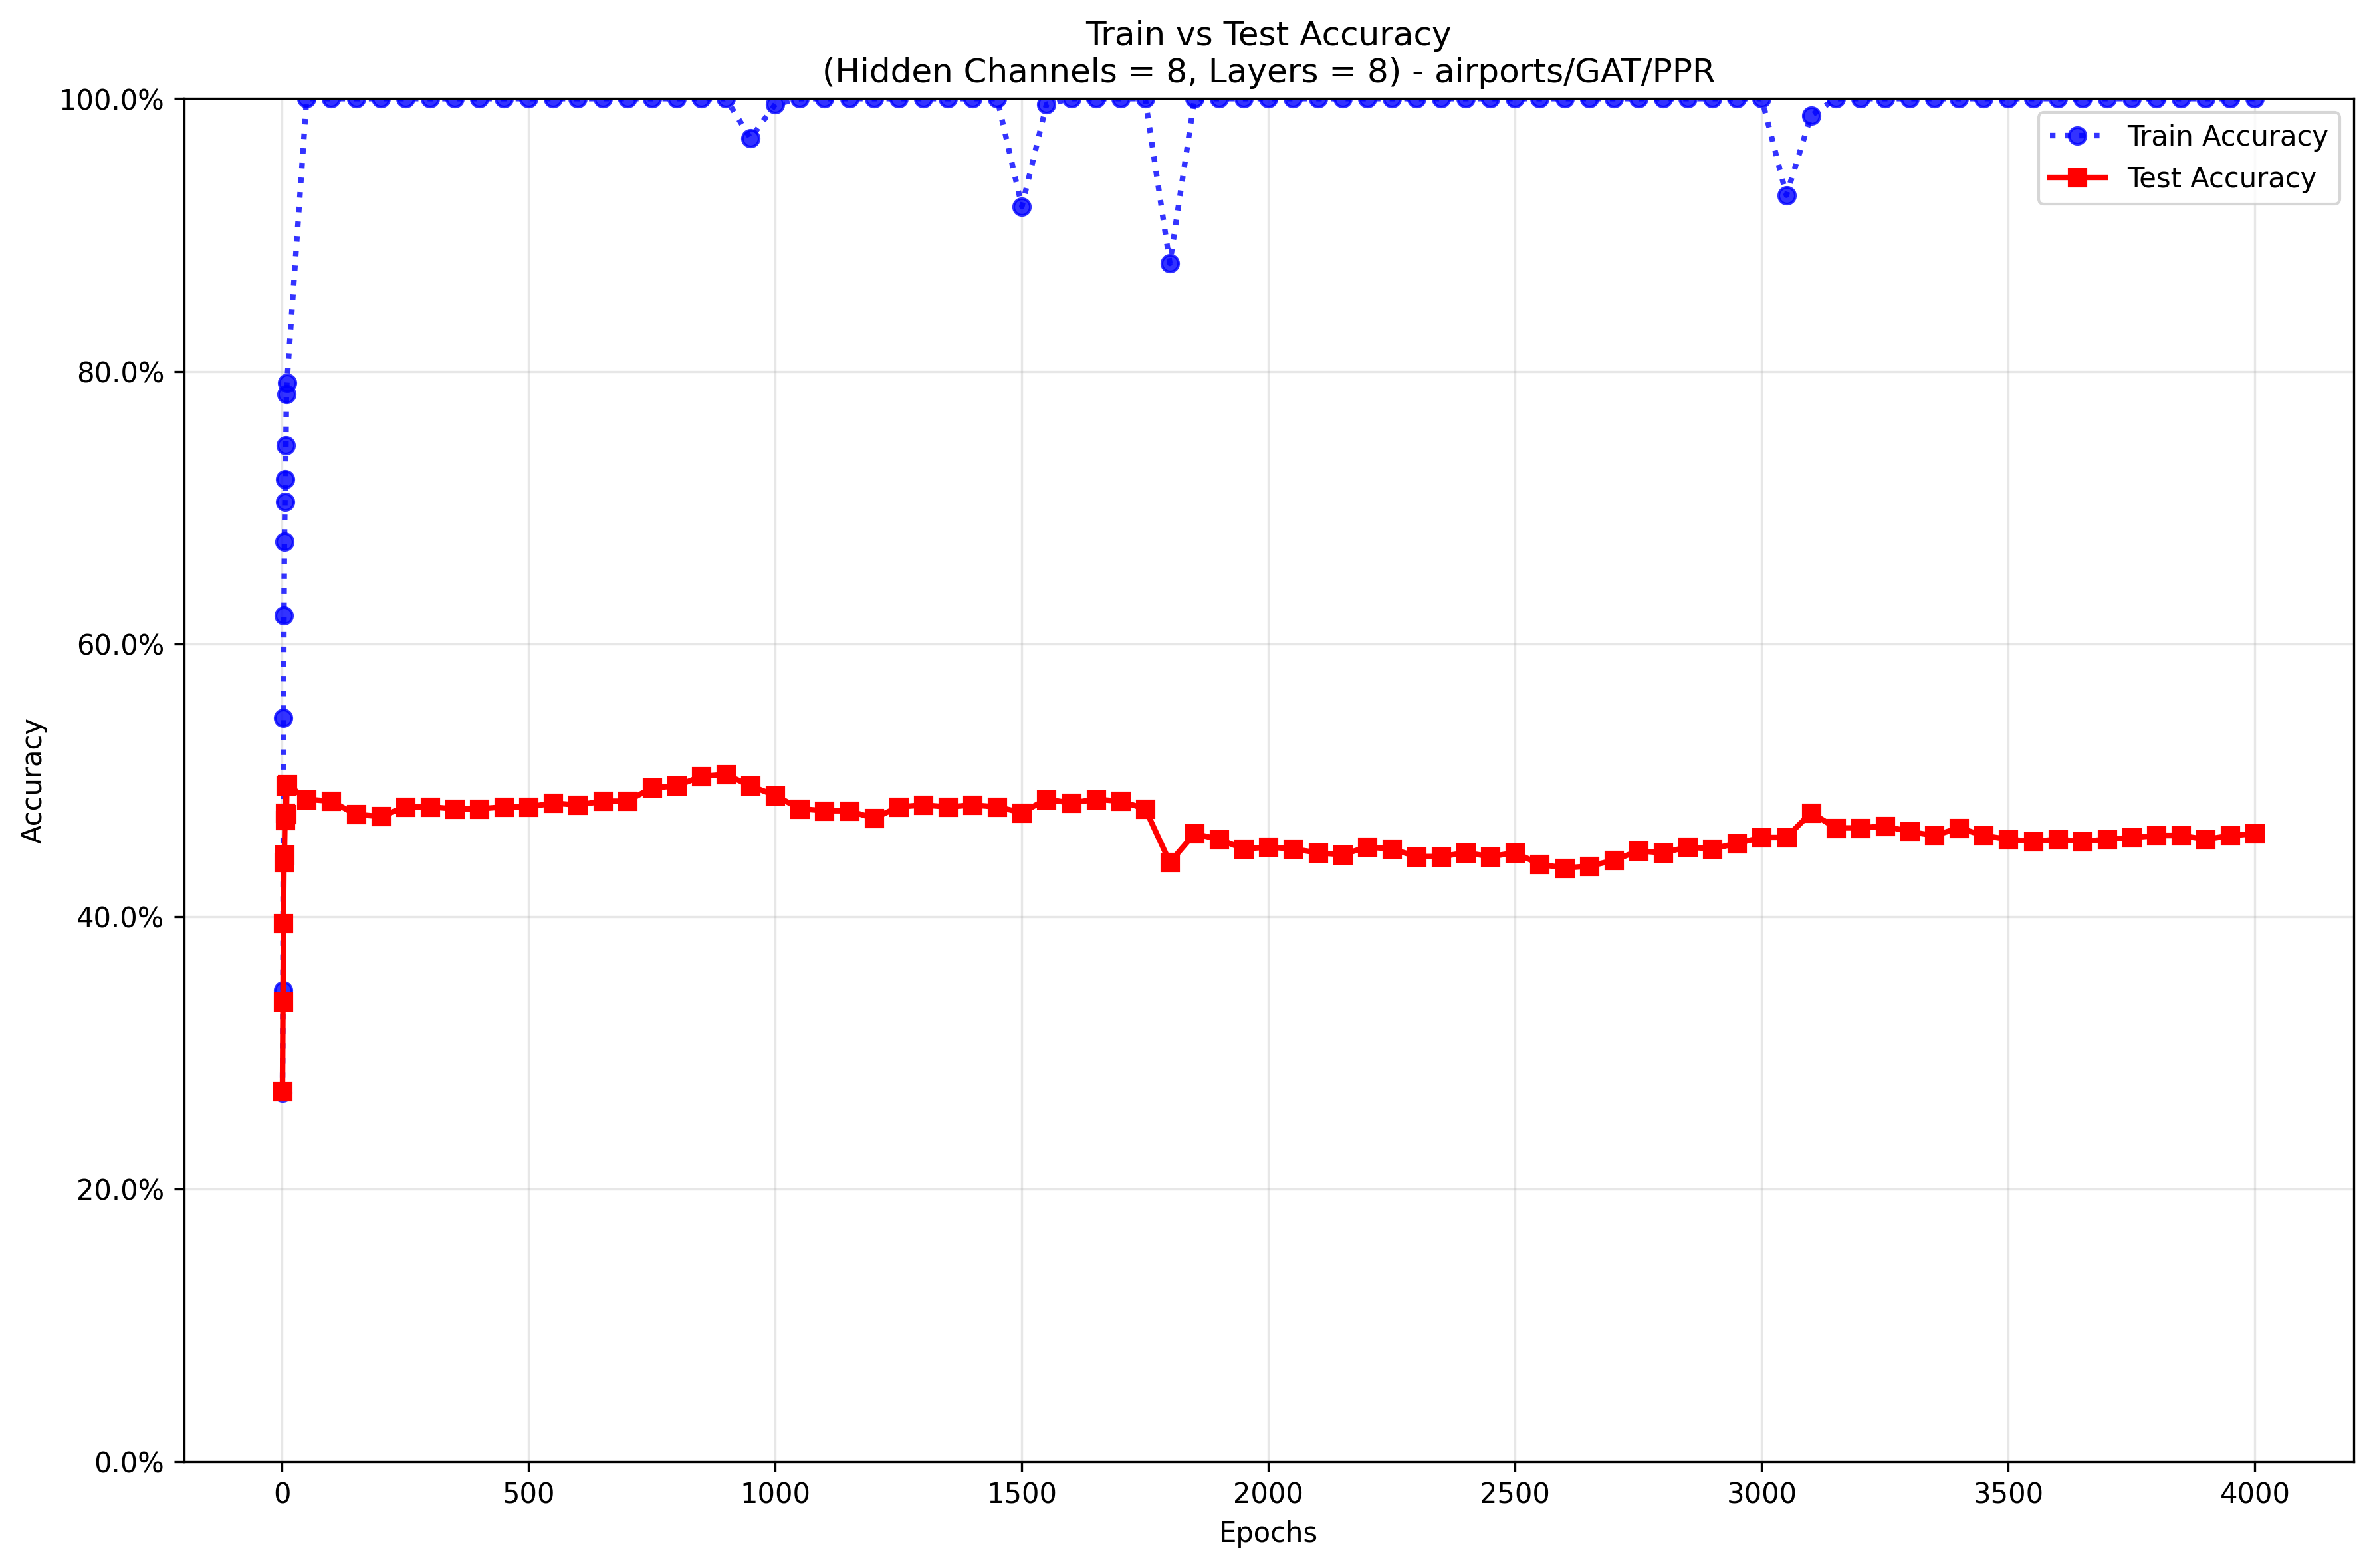 Train vs Test Accuracy
(Hidden Channels = 8, Layers = 8) - airports/GAT/PPR
100.0%
80.0%
60.0%
40.0%
20.0%
0.0%
Accuracy
Train Accuracy
Test Accuracy
0 500 1000 1500 2000 2500 3000 3500 4000
Epochs